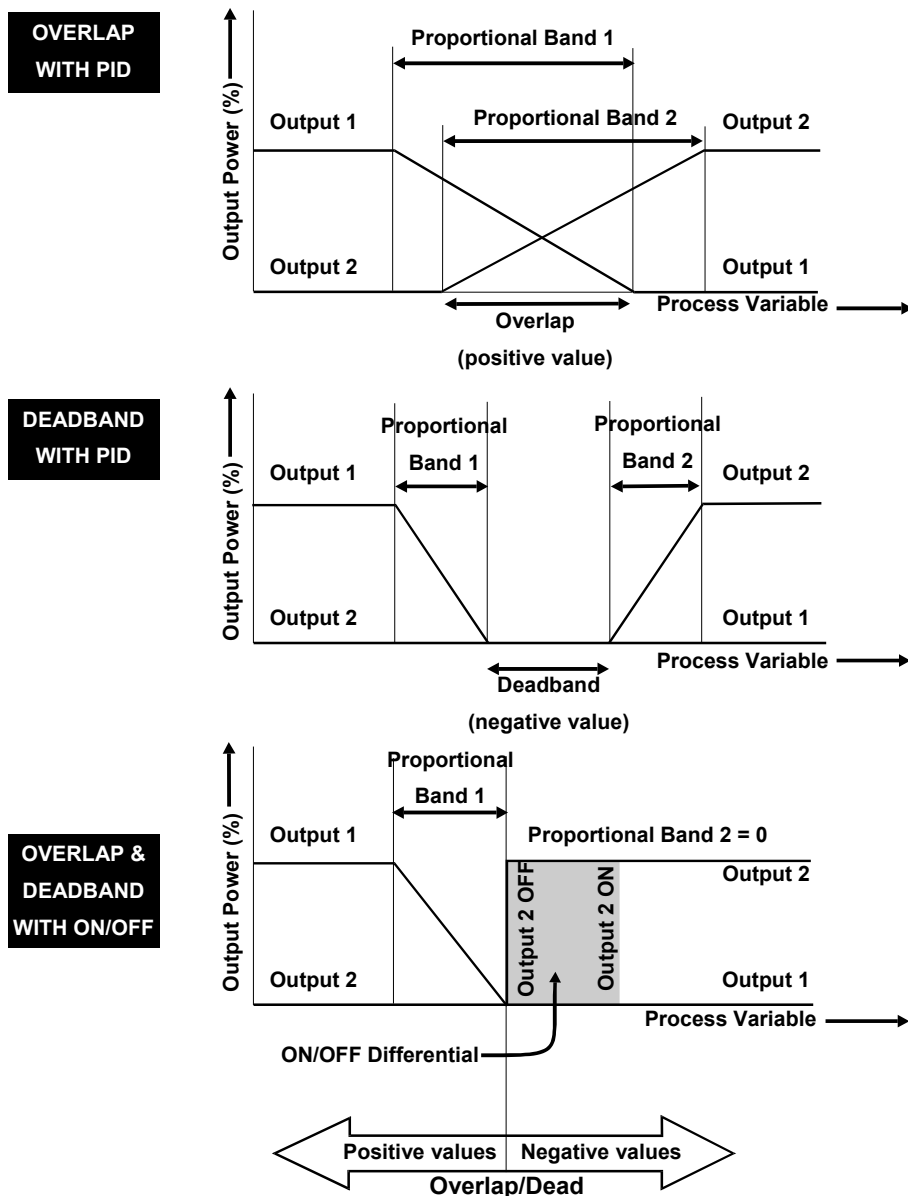 OVERLAP
WITH PID
Output Power (%)
Proportional Band 1
Output 1
Proportional Band 2
Output 2
Output 2
Output 1
Process Variable
Overlap
(positive value)
DEADBAND
WITH PID
Output Power (%)
Proportional
Band 1
Proportional
Band 2
Output 1
Output 2
Output 2
Output 1
Process Variable
Deadband
(negative value)
OVERLAP &
DEADBAND
WITH ON/OFF
Output Power (%)
Proportional
Band 1
Output 1
Proportional Band 2 = 0
Output 2 OFF
Output 2 ON
Output 2
Output 2
Output 1
Process Variable
ON/OFF Differential
Positive values
Negative values
Overlap/Dead